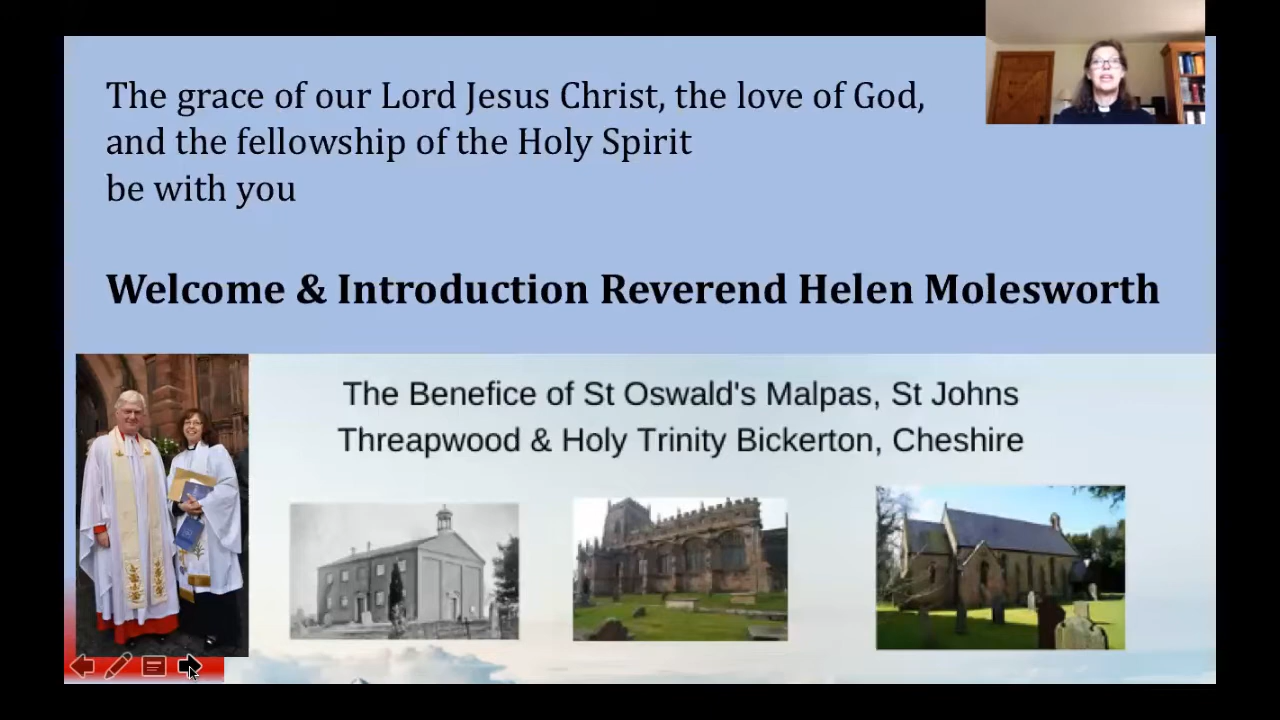 The grace of our Lord Jesus Christ, the love of God,
and the fellowship of the Holy Spirit
be with you
Welcome & Introduction Reverend Helen Molesworth
The Benefice of St Oswald's Malpas, St Johns
Threapwood & Holy Trinity Bickerton, Cheshire